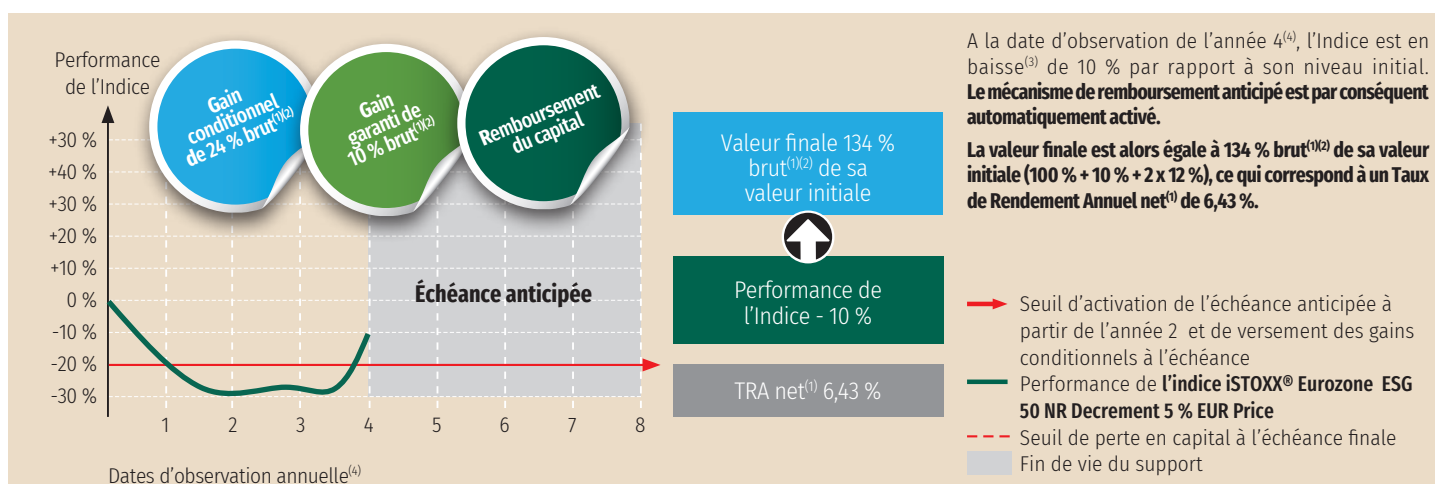 Performance
de l'Indice
Gain
conditionnel
de 24 % brut(1)(2)
Gain
garanti de
10 % brut(1)(2)
Remboursement
du capital
+30 %
+40 %
+30 %
+20 %
+10 %
0 %
-10 %
-20 %
-30 %
Échéance anticipée
1 2 3 4 5 6 7 8
Dates d'observation annuelle(4)
Valeur finale 134 %
brut(1)(2) de sa
valeur initiale
Performance de
l'Indice - 10 %
TRA net(1) 6,43 %
A la date d'observation de l'année 4(4), l'Indice est en
baisse(3) de 10 % par rapport à son niveau initial.
Le mécanisme de remboursement anticipé est par conséquent
automatiquement activé.
La valeur finale est alors égale à 134 % brut(1)(2) de sa valeur
initiale (100 % + 10 % + 2 x 12 %), ce qui correspond à un Taux
de Rendement Annuel net(1) de 6,43 %.
Seuil d'activation de l'échéance anticipée à
partir de l'année 2 et de versement des gains
conditionnels à l'échéance
Performance de l'indice iSTOXX® Eurozone ESG
50 NR Decrement 5 % EUR Price
Seuil de perte en capital à l'échéance finale
Fin de vie du support